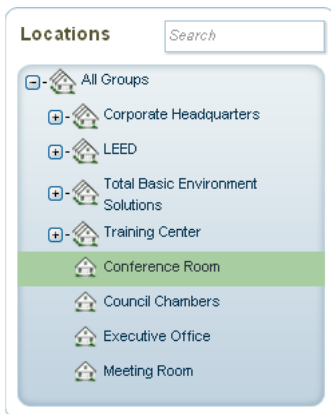 Locations
Search
All Groups
Corporate Headquarters
LEED
Total Basic Environment
Solutions
Training Center
Conference Room
Council Chambers
Executive Office
Meeting Room